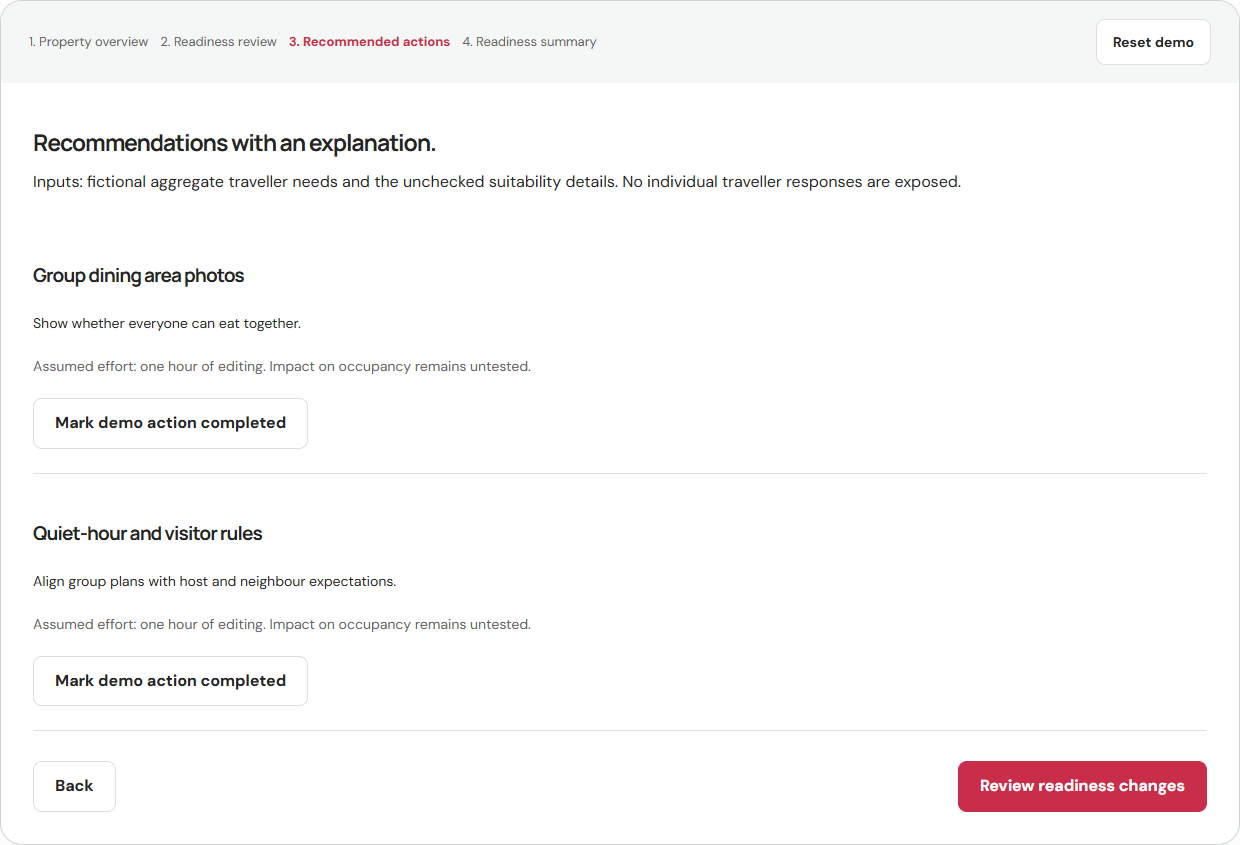 1. Property overview 2. Readiness review 3. Recommended actions 4. Readiness summary
Reset demo
Recommendations with an explanation.
Inputs: fictional aggregate traveller needs and the unchecked suitability details. No individual traveller responses are exposed.
Group dining area photos
Show whether everyone can eat together.
Assumed effort: one hour of editing. Impact on occupancy remains untested.
Mark demo action completed
Quiet-hour and visitor rules
Align group plans with host and neighbour expectations.
Assumed effort: one hour of editing. Impact on occupancy remains untested.
Mark demo action completed
Back
Review readiness changes